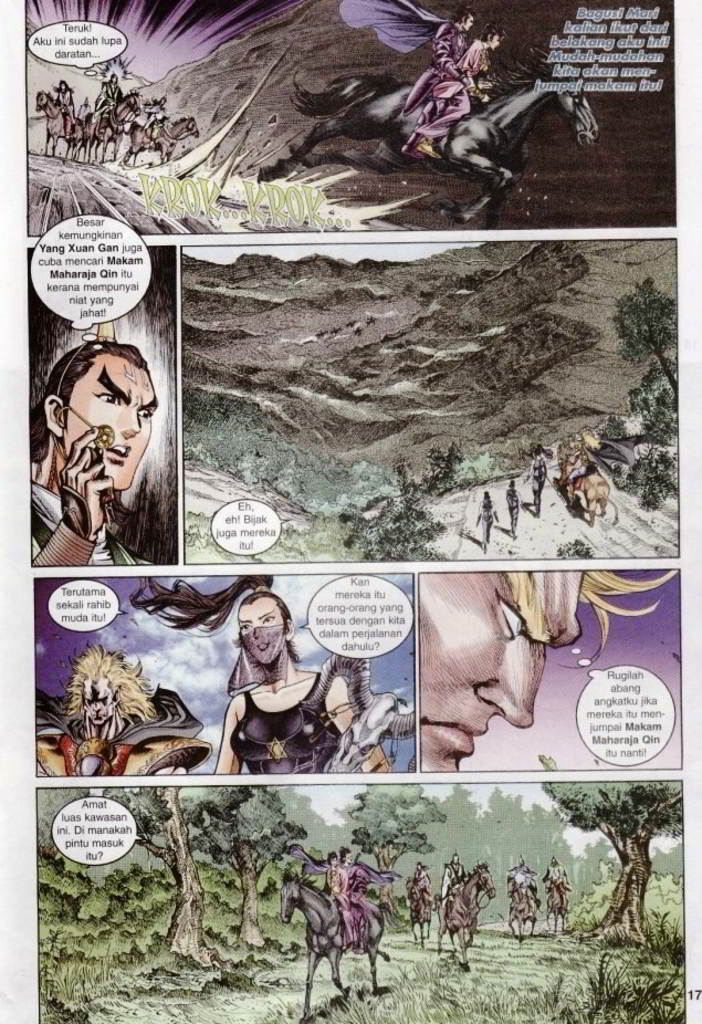 Teruk!
Aku ini sudah lupa
daratan...
Bagus! Mari
kalian ikut dari
belakang aku ini!
Mudah-mudahan
kita akan men-
jumpai makam itu!
KROK...KROK...
Besar
kemungkinan
Yang Xuan Gan juga
cuba mencari Makam
Maharaja Qin itu
kerana mempunyai
niat yang
jahat!
Eh,
eh! Bijak
juga mereka
itu!
Terutama
sekali rahib
muda itu!
Kan
mereka itu
orang-orang yang
tersua dengan kita
dalam perjalanan
dahulu?
Rugilah
abang
angkatku jika
mereka itu men-
jumpai Makam
Maharaja Qin
itu nanti!
Amat
luas kawasan
ini. Di manakah
pintu masuk
itu?
17